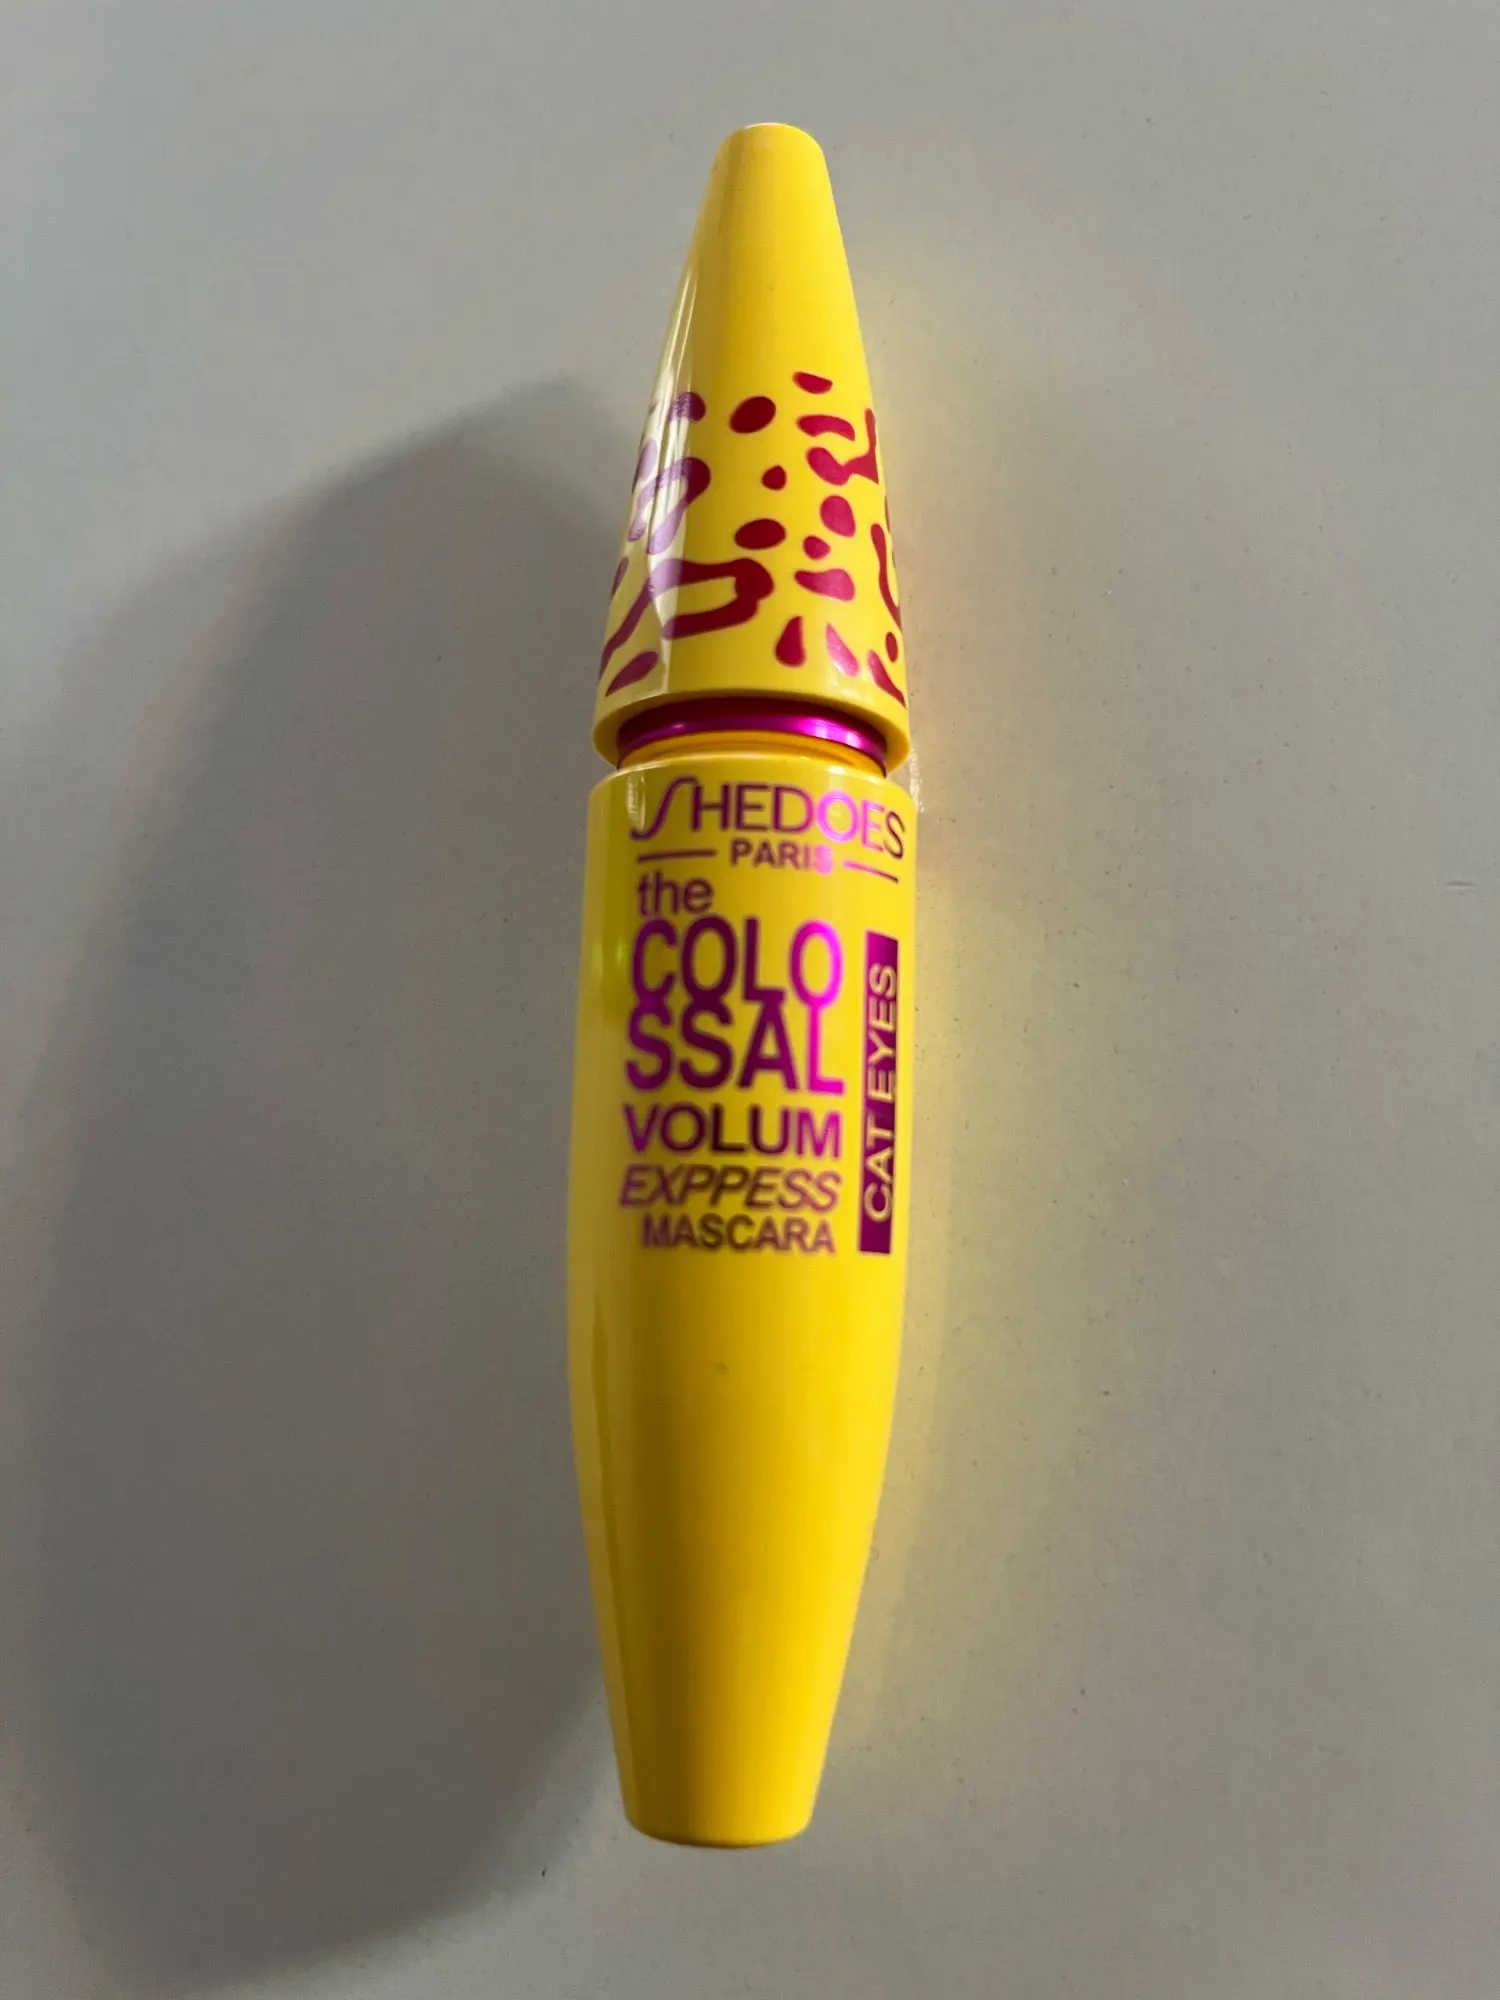 SHEDOES
PARIS
the
COLO
SSAL
VOLUM
EXPPESS
MASCARA
CAT EYES